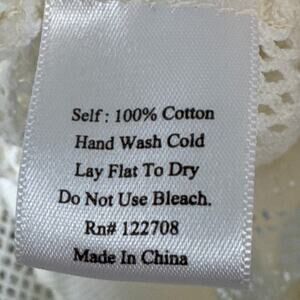 Self : 100% Cotton
Hand Wash Cold
Lay Flat To Dry
Do Not Use Bleach.
Rn# 122708
Made In China